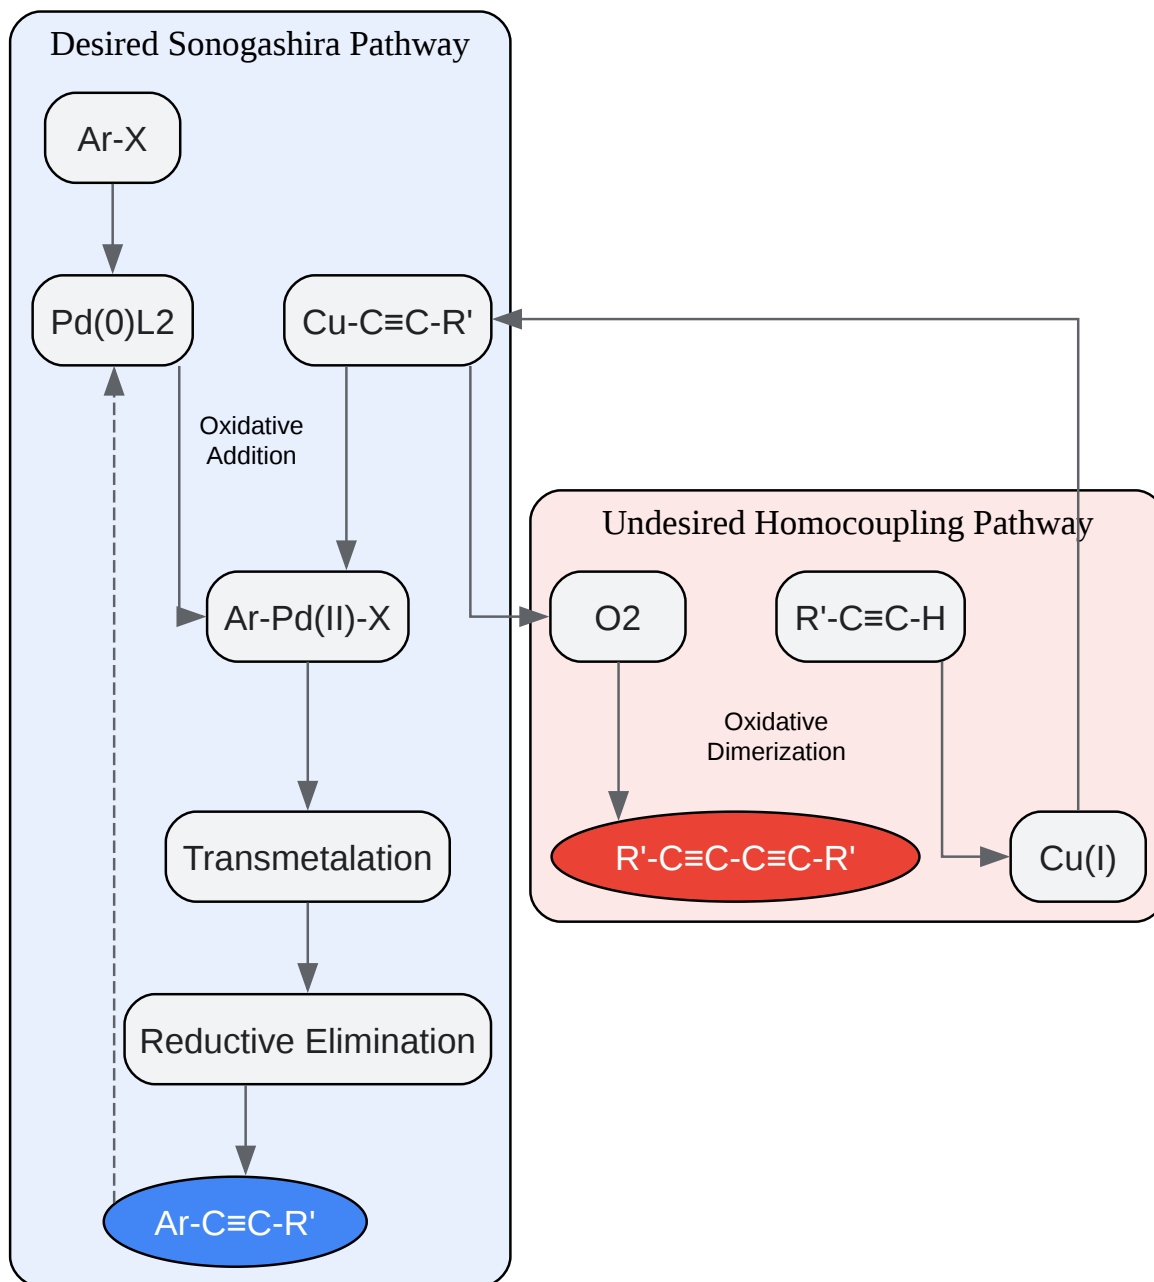 Desired Sonogashira Pathway
Ar-X
Pd(0)L2
Cu-C≡C-R'
Oxidative
Addition
Undesired Homocoupling Pathway
Ar-Pd(II)-X
O2
R'-C≡C-H
Oxidative
Dimerization
Transmetalation
R'-C≡C-C≡C-R'
Cu(I)
Reductive Elimination
Ar-C≡C-R'